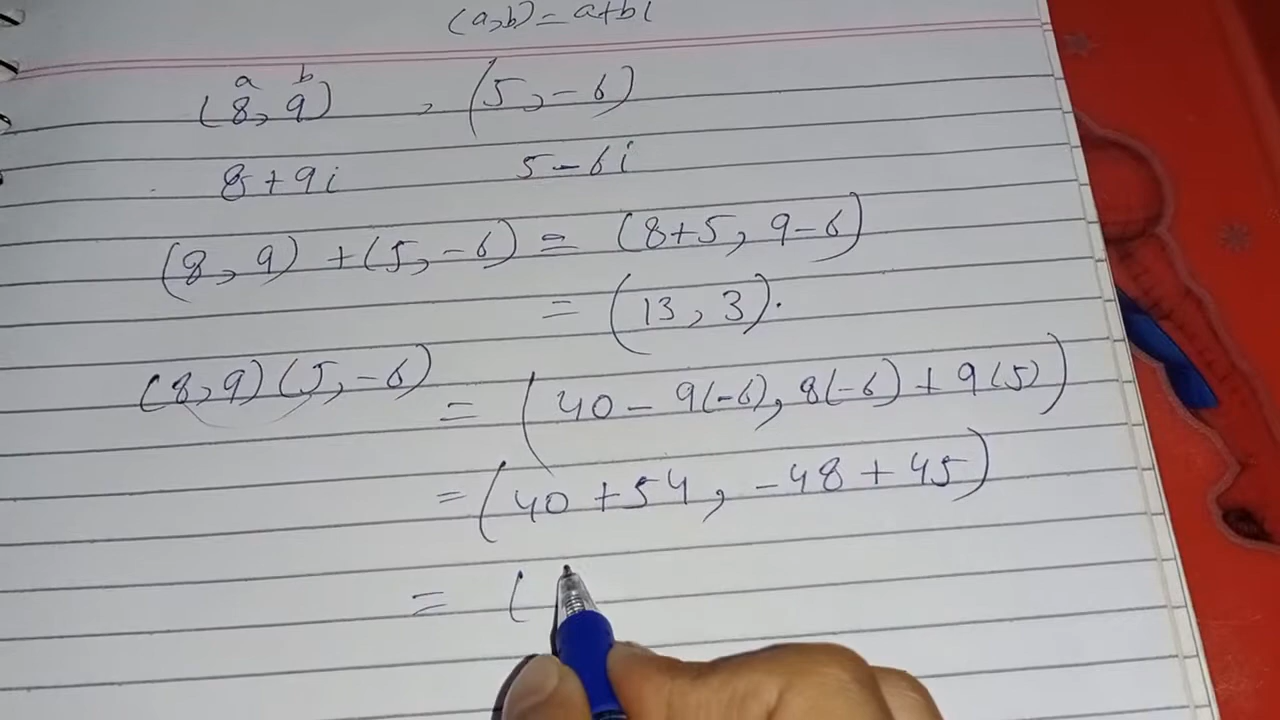 (a,b) = a+bi
a b
(8, 9) , (5, -6)
8+9i 5-6i
(8, 9) + (5, -6) = (8+5, 9-6)
= (13, 3).
(8,9)(5,-6) = (40 - 9(-6), 8(-6) + 9(5))
= (40 + 54, -48 + 45)
= (